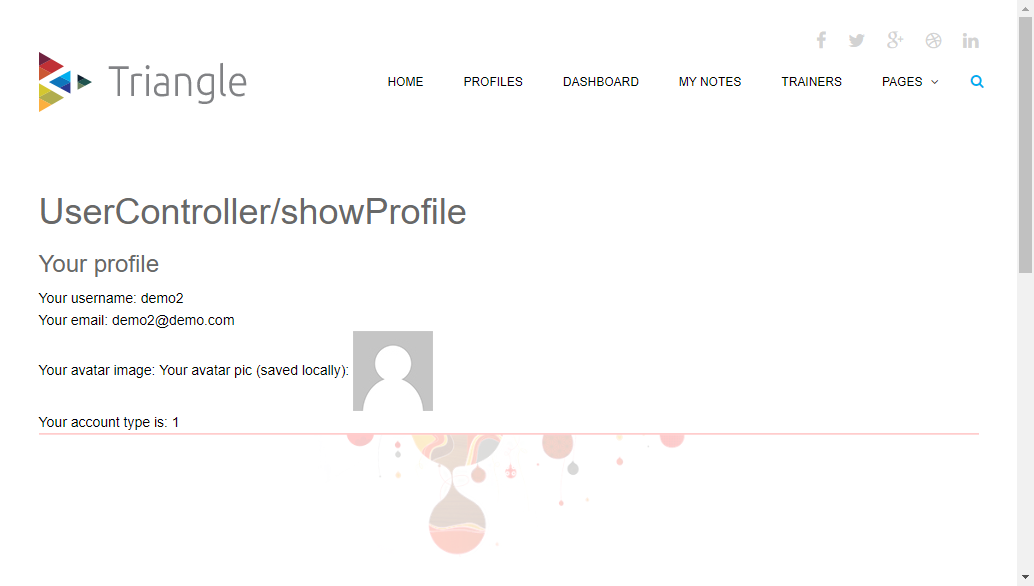 Triangle
HOME PROFILES DASHBOARD MY NOTES TRAINERS PAGES
UserController/showProfile
Your profile
Your username: demo2
Your email: demo2@demo.com
Your avatar image: Your avatar pic (saved locally):
Your account type is: 1